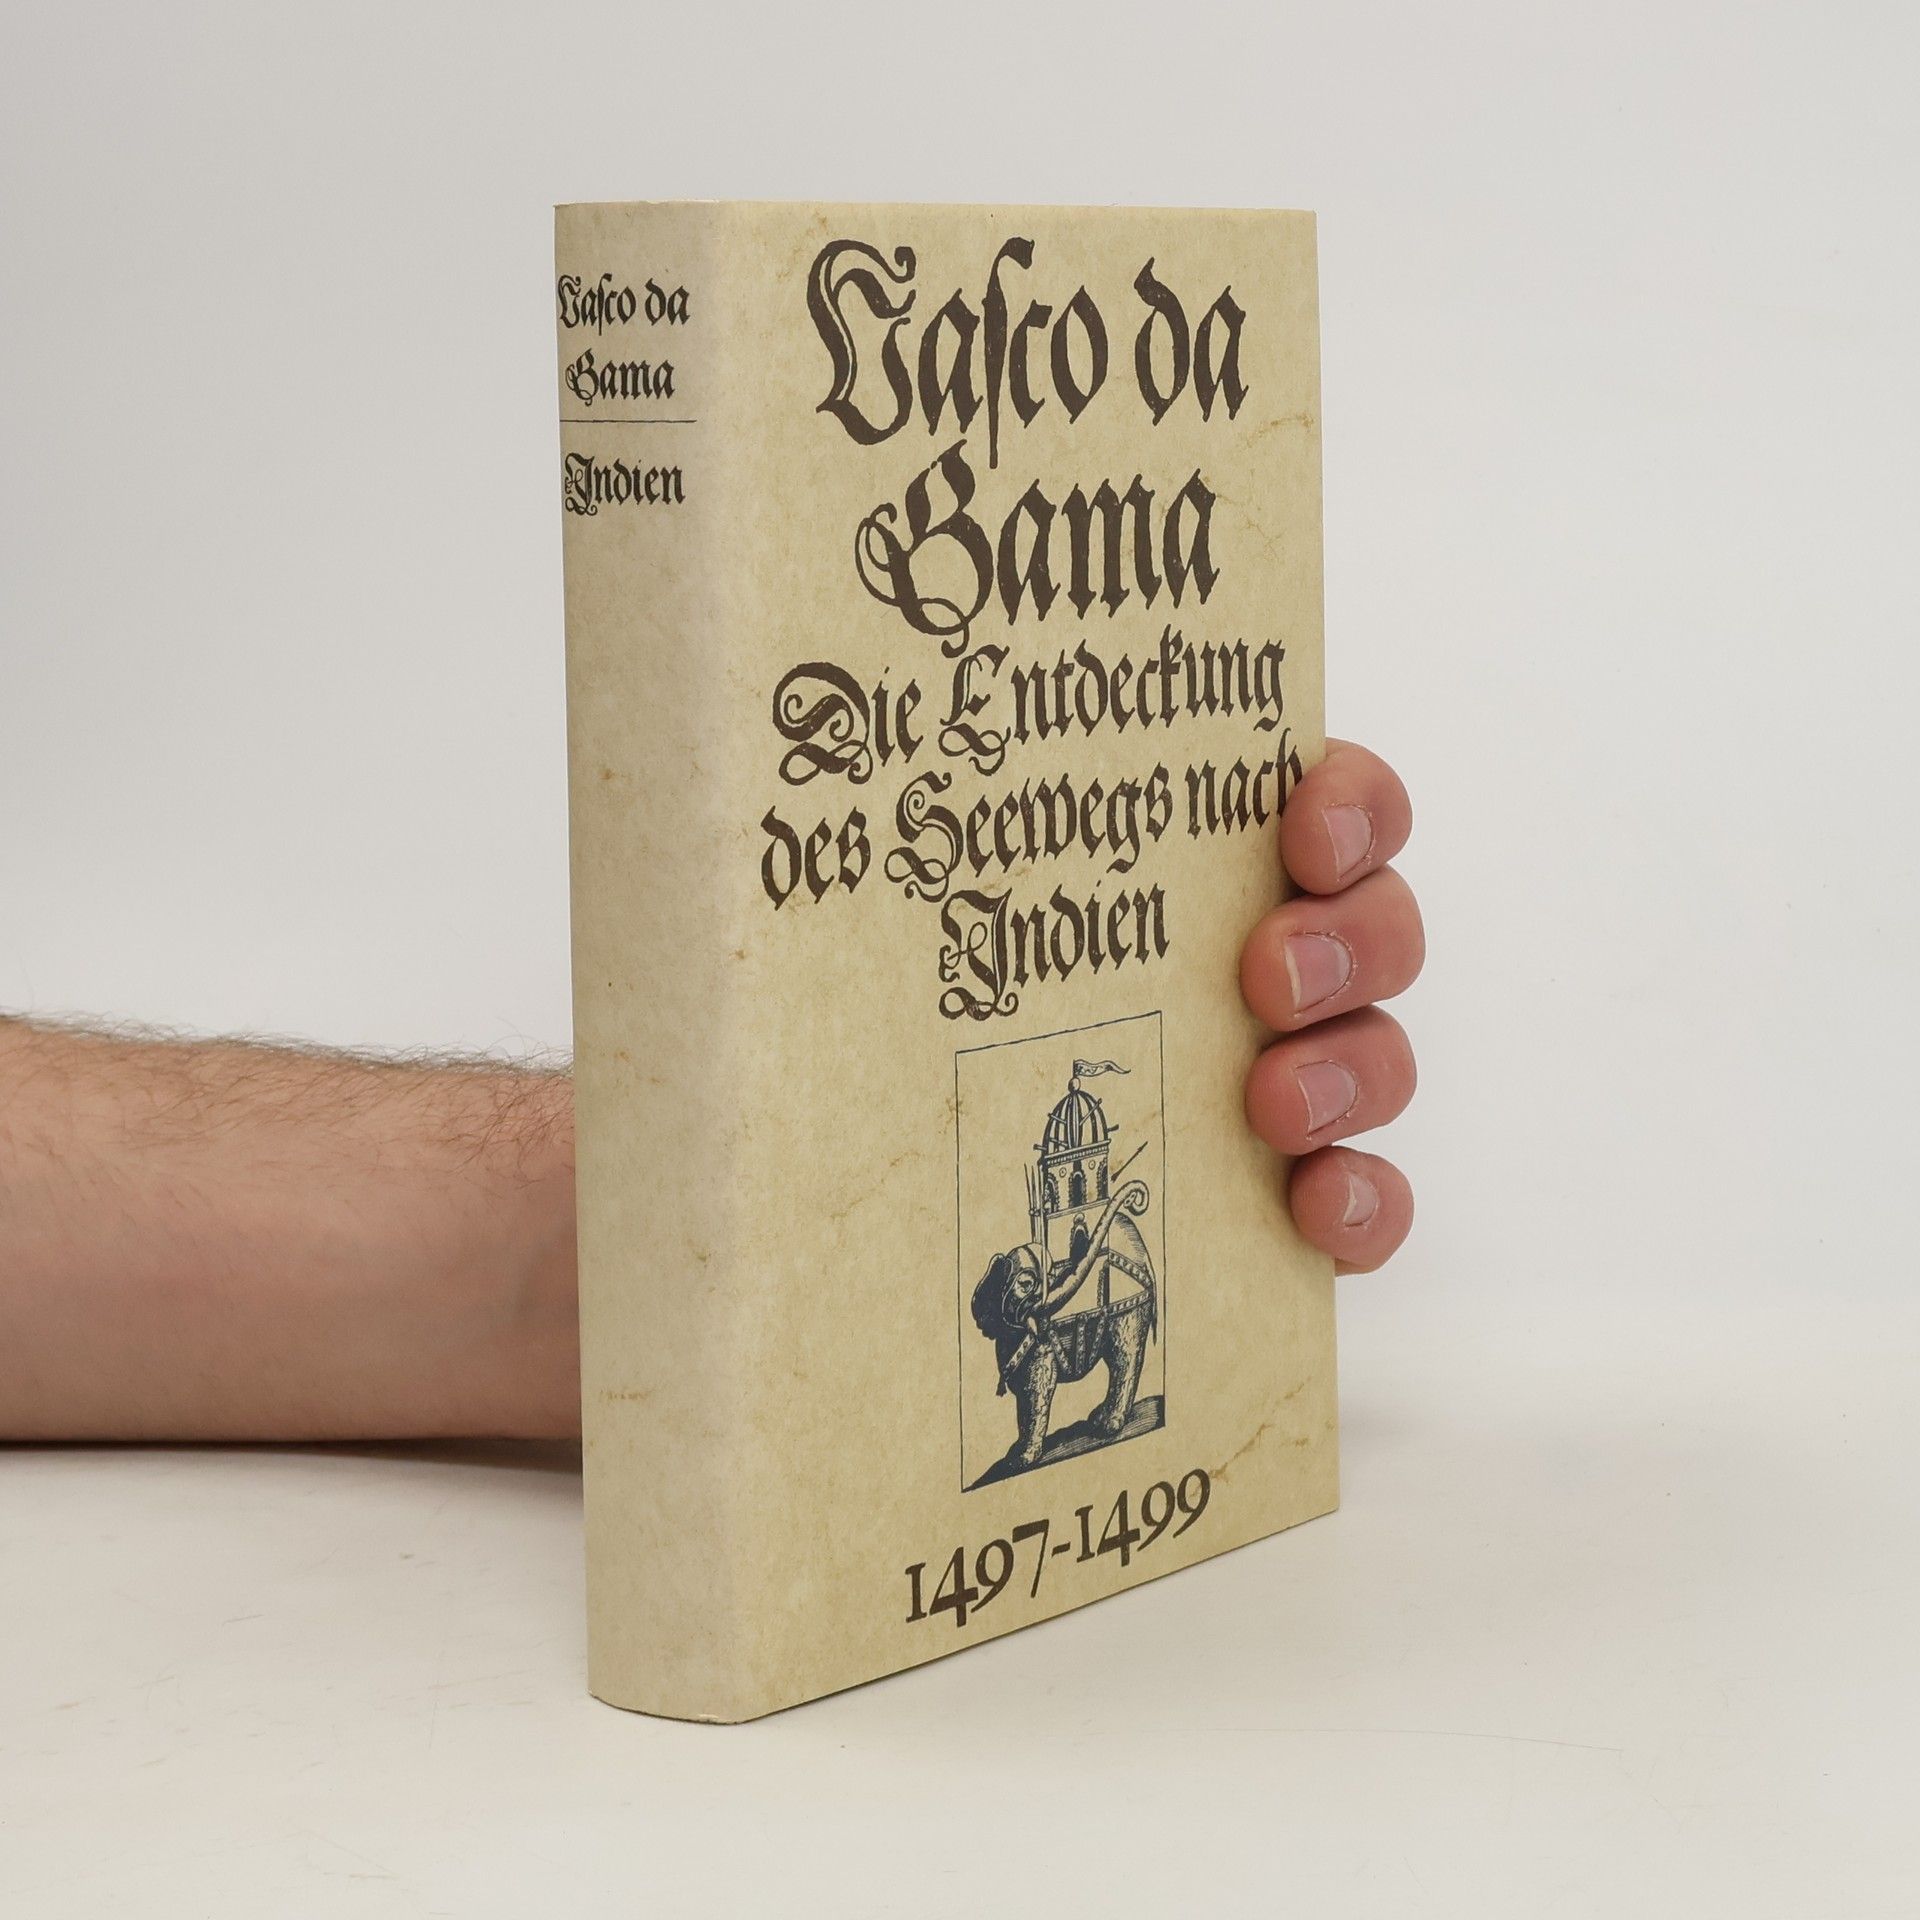 Vasco da
Gama
Indien
Vasco da
Gama
Die Entdeckung
des Seewegs nach
Indien
1497-1499